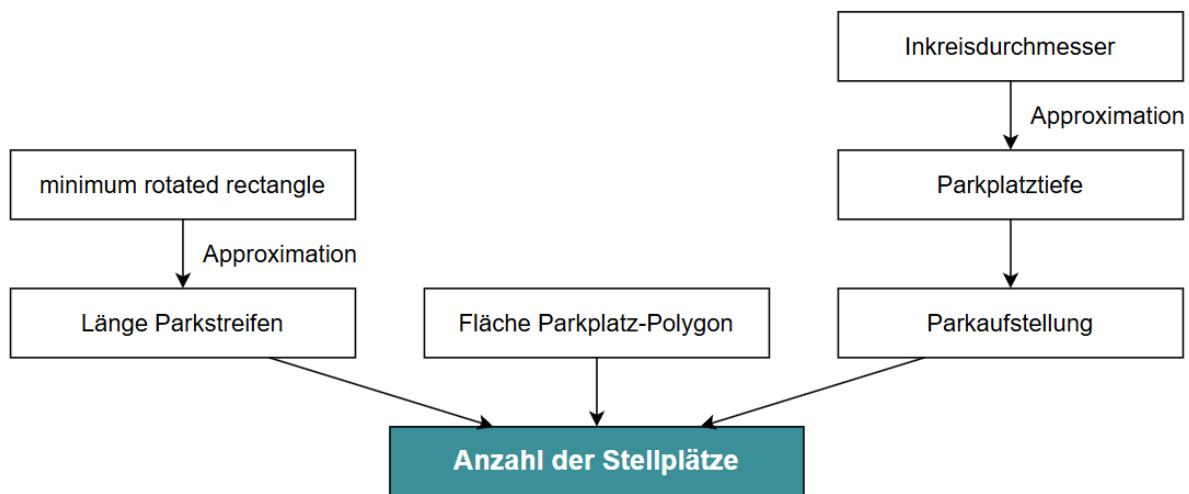 Inkreisdurchmesser
Approximation
minimum rotated rectangle
Parkplatztiefe
Approximation
Länge Parkstreifen
Fläche Parkplatz-Polygon
Parkaufstellung
Anzahl der Stellplätze